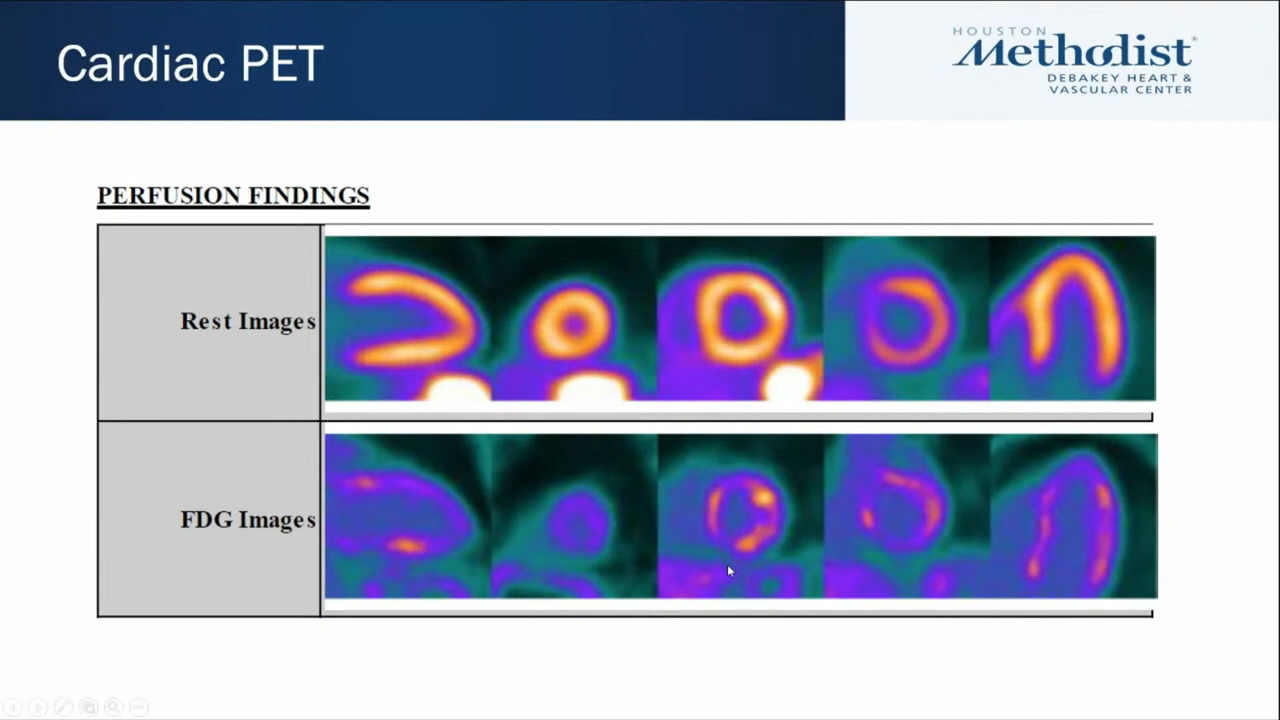 Cardiac PET
HOUSTON
Methodist®
DEBAKEY HEART &
VASCULAR CENTER
PERFUSION FINDINGS
Rest Images
FDG Images